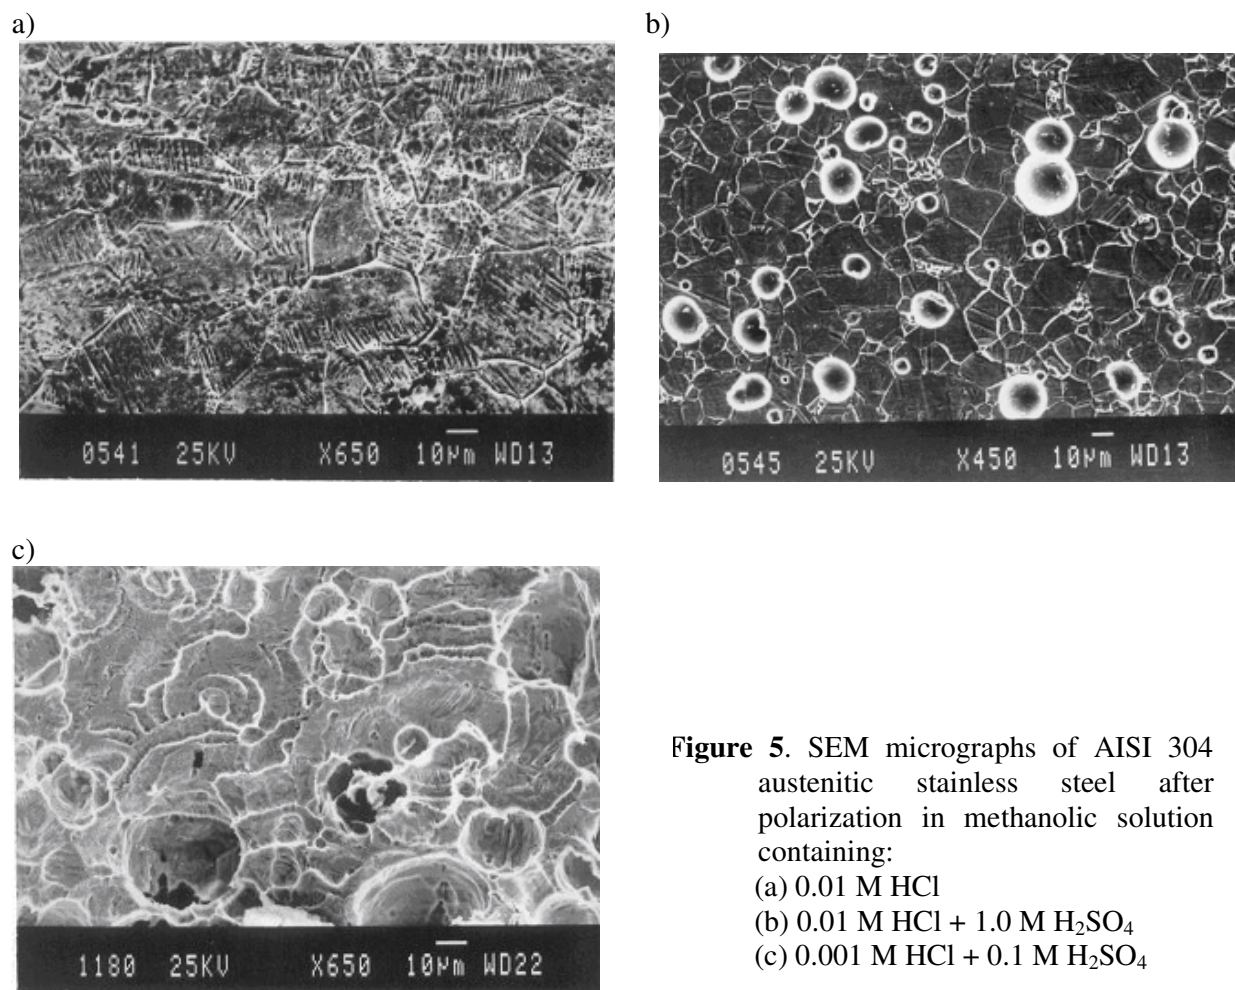 a)
b)
0541 25KV X650 10µm WD13
0545 25KV X450 10µm WD13
c)
1180 25KV X650 10µm WD22
Figure 5. SEM micrographs of AISI 304
austenitic stainless steel after
polarization in methanolic solution
containing:
(a) 0.01 M HCl
(b) 0.01 M HCl + 1.0 M H₂SO₄
(c) 0.001 M HCl + 0.1 M H₂SO₄